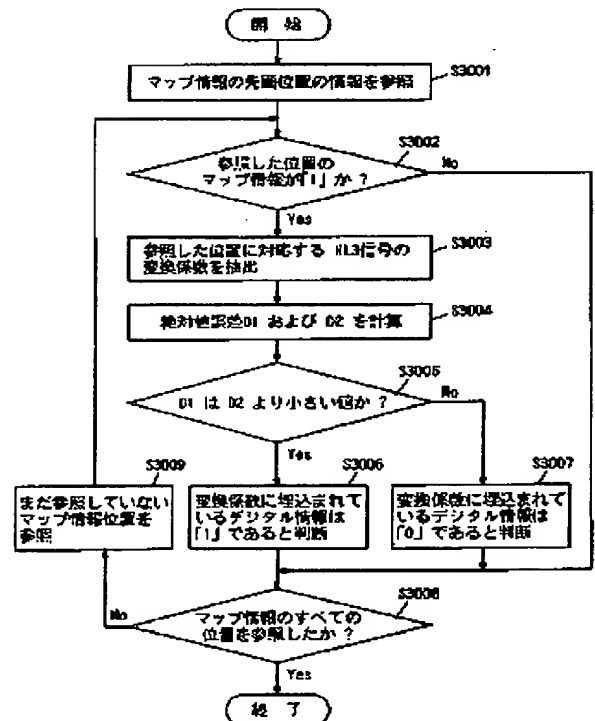 開 始
マップ情報の先頭位置の情報を参照
S3001
参照した位置の
マップ情報が「1」か?
S3002
No
Yes
参照した位置に対応する HL3信号の
変換係数を抽出
S3003
絶対値誤差D1 および D2 を計算
S3004
D1 は D2 より小さい値か ?
S3005
No
Yes
S3009
まだ参照していない
マップ情報位置を
参照
S3006
変換係数に埋込まれて
いるデジタル情報は
「1」であると判断
S3007
変換係数に埋込まれて
いるデジタル情報は
「0」であると判断
No
マップ情報のすべての
位置を参照したか ?
S3008
Yes
終 了